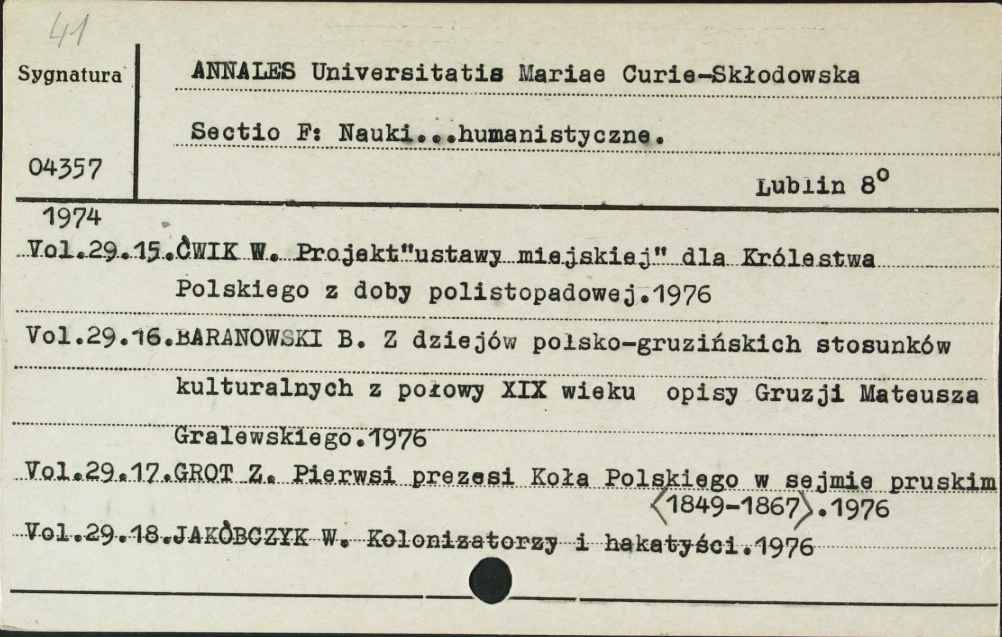 41
Sygnatura
ANNALES Universitatis Mariae Curie-Skłodowska
Sectio F: Nauki...humanistyczne.
04357
Lublin 8°
1974
Vol.29.15.ĆWIK W. Projekt"ustawy miejskiej" dla Królestwa
Polskiego z doby polistopadowej.1976
Vol.29.16.BARANOWSKI B. Z dziejów polsko-gruzińskich stosunków
kulturalnych z połowy XIX wieku opisy Gruzji Mateusza
Gralewskiego.1976
Vol.29.17.GROT Z. Pierwsi prezesi Koła Polskiego w sejmie pruskim
<1849-1867>.1976
Vol.29.18.JAKÓBCZYK W. Kolonizatorzy i hakatyści.1976